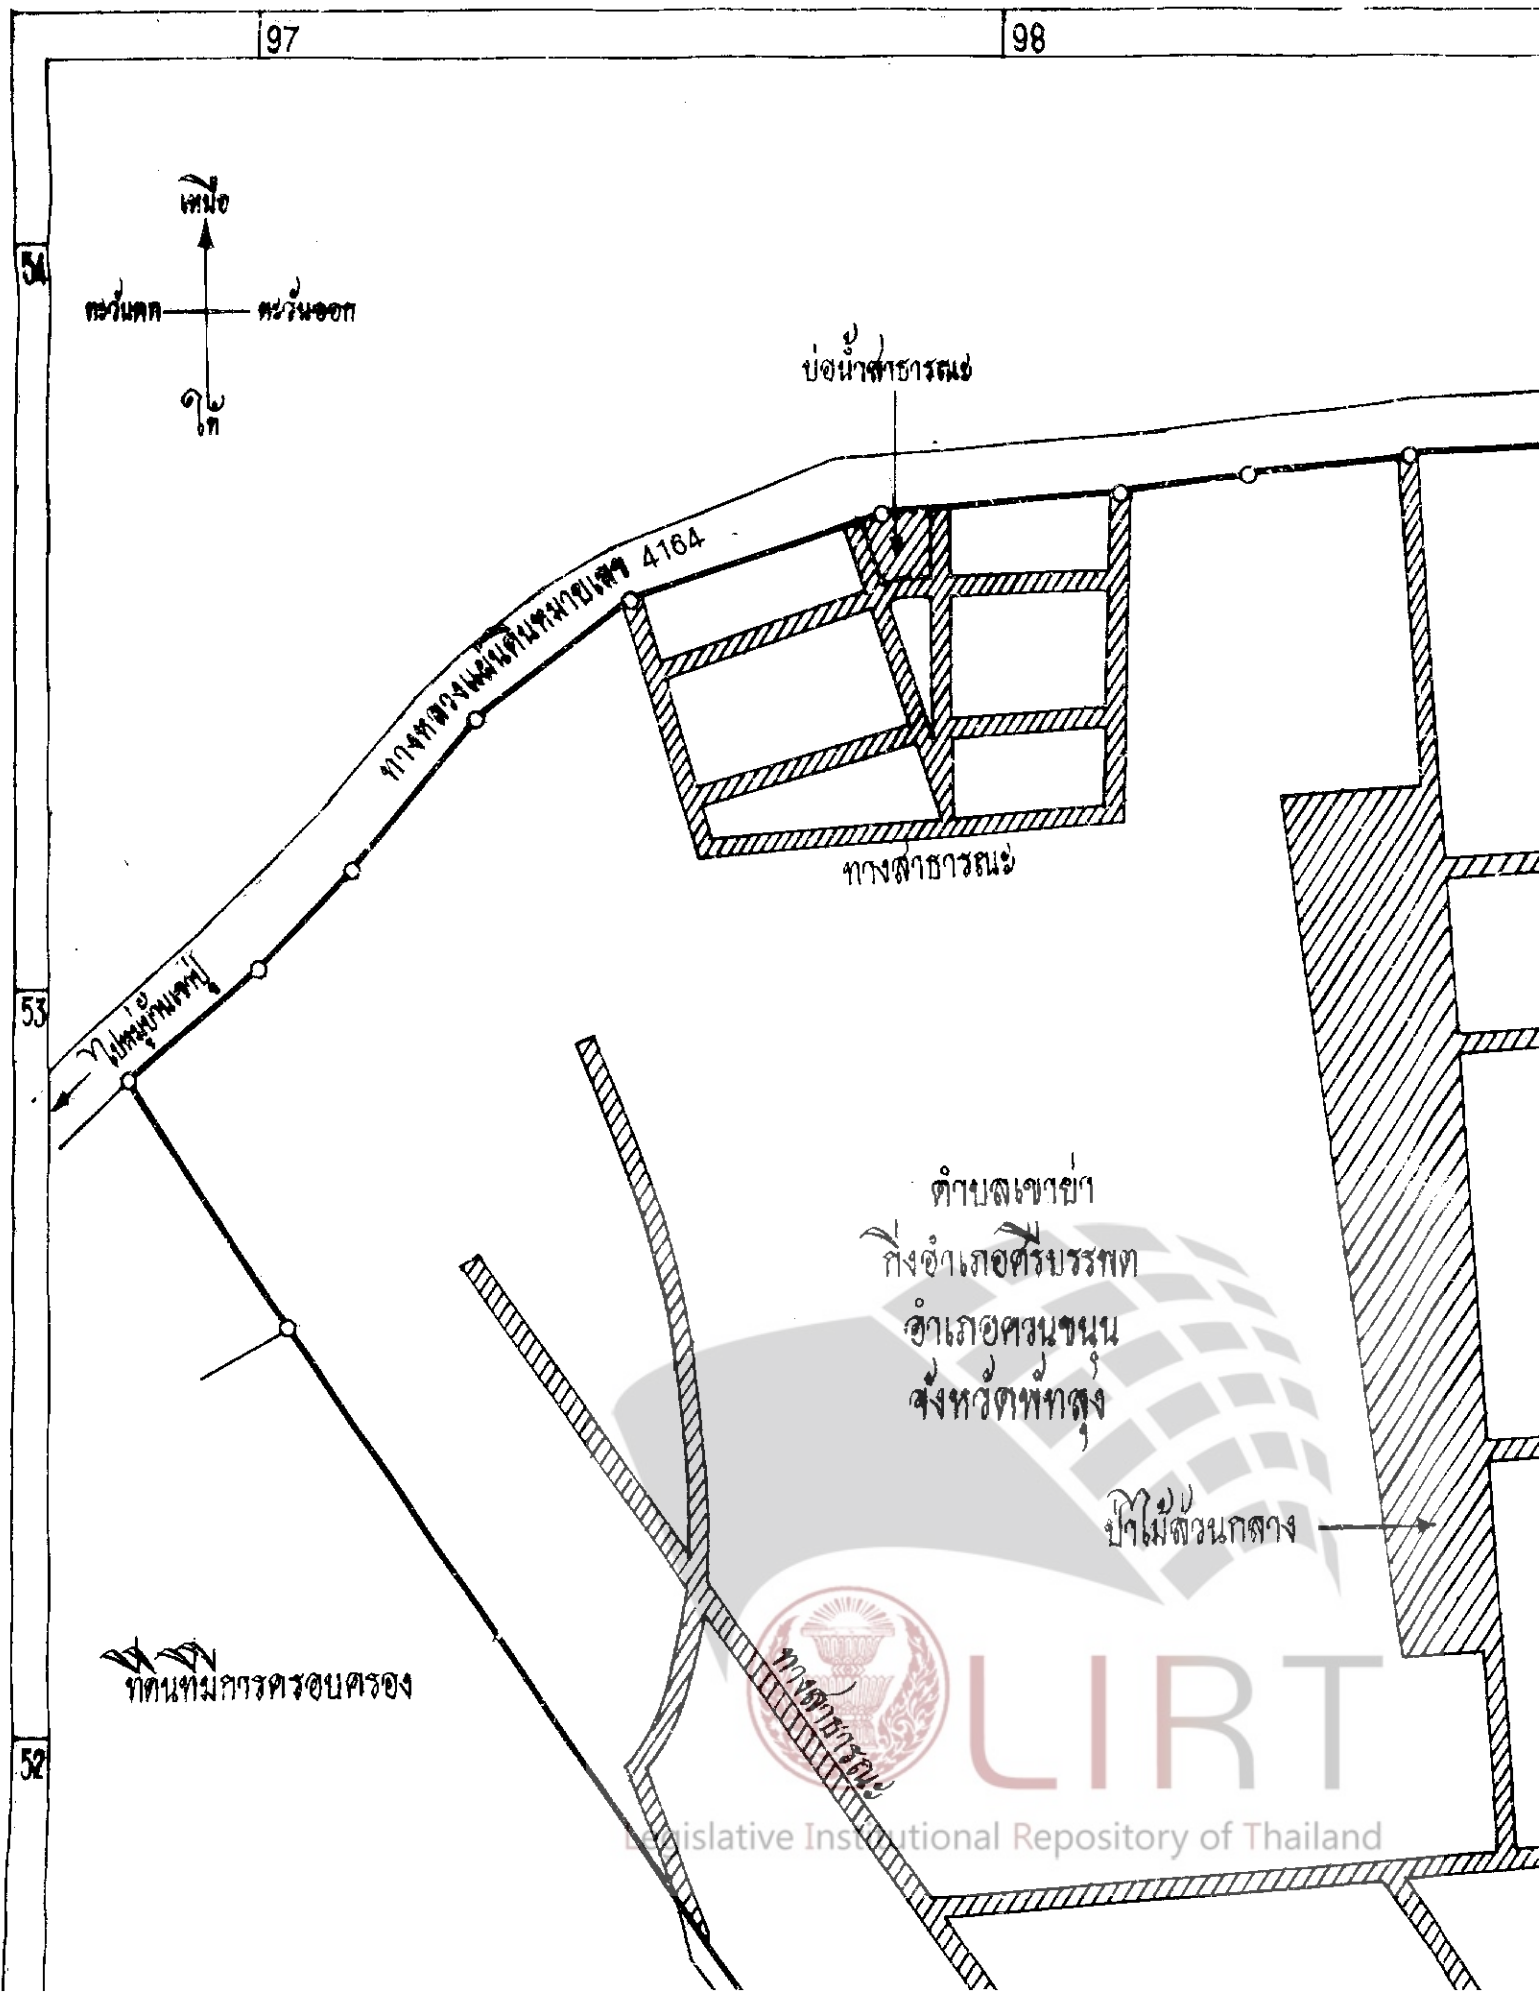 97
98
เหนือ
54
ตะวันตก
ตะวันออก
ใต้
บ่อน้ำสาธารณะ
ทางหลวงแผ่นดินหมายเลข 4164
ทางสาธารณะ
53
ไปหมู่บ้านเขาปู่
ตำบลเขาย่า
กิ่งอำเภอศรีบรรพต
อำเภอควนขนุน
จังหวัดพัทลุง
ป่าไม้ส่วนกลาง
ที่ดินที่มีการครอบครอง
ทางสาธารณะ
52
LIRT
Legislative Institutional Repository of Thailand